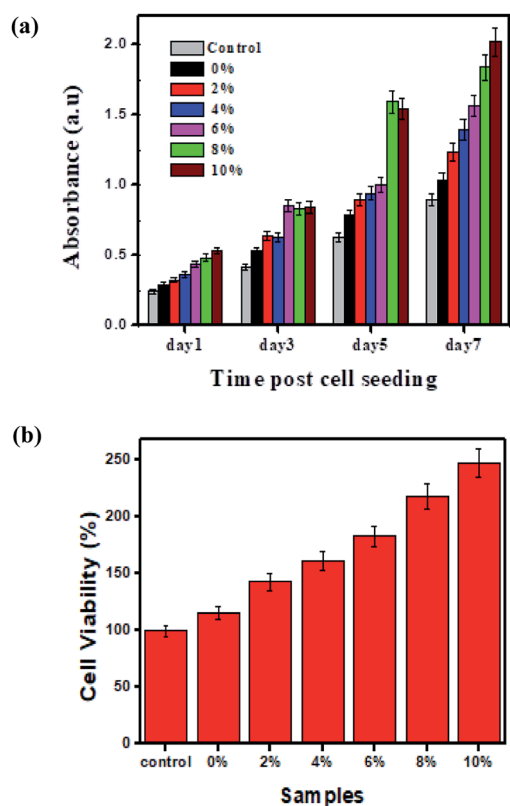 (a)
2.0
1.5
1.0
0.5
0.0
Absorbance (a.u)
Control
0%
2%
4%
6%
8%
10%
day1 day3 day5 day7
Time post cell seeding
(b)
250
200
150
100
50
0
Cell Viability (%)
control 0% 2% 4% 6% 8% 10%
Samples